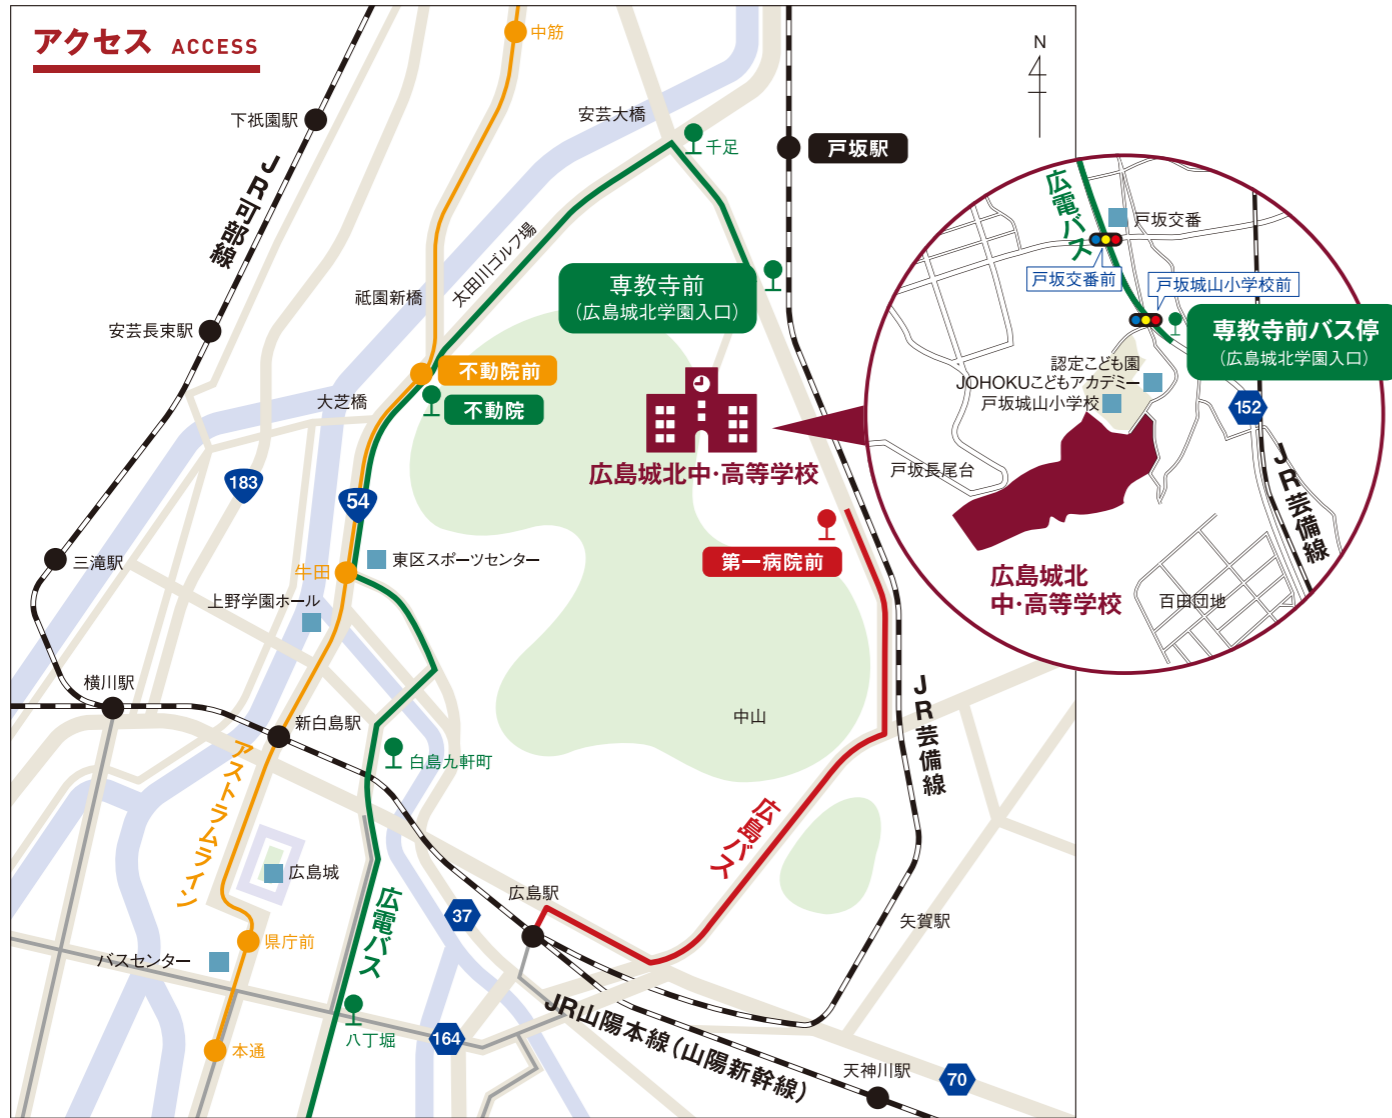 アクセス ACCESS
中筋
N
安芸大橋
下祇園駅
千足
戸坂駅
JR可部線
広電バス
戸坂交番
太田川ゴルフ場
専教寺前
(広島城北学園入口)
戸坂交番前
戸坂城山小学校前
祗園新橋
安芸長束駅
専教寺前バス停
(広島城北学園入口)
認定こども園
JOHOKUこどもアカデミー
戸坂城山小学校
不動院前
不動院
大芝橋
152
広島城北中・高等学校
戸坂長尾台
JR芸備線
183
54
第一病院前
三滝駅
牛田
東区スポーツセンター
広島城北
中・高等学校
百田団地
上野学園ホール
横川駅
新白島駅
中山
JR芸備線
白島九軒町
アストラムライン
広島バス
広島城
広電バス
広島駅
37
矢賀駅
県庁前
バスセンター
JR山陽本線(山陽新幹線)
八丁堀
164
本通
天神川駅
70